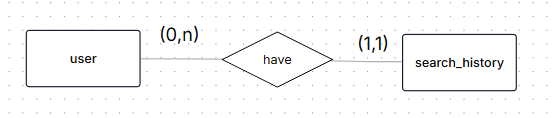 user
(0,n)
have
(1,1)
search_history